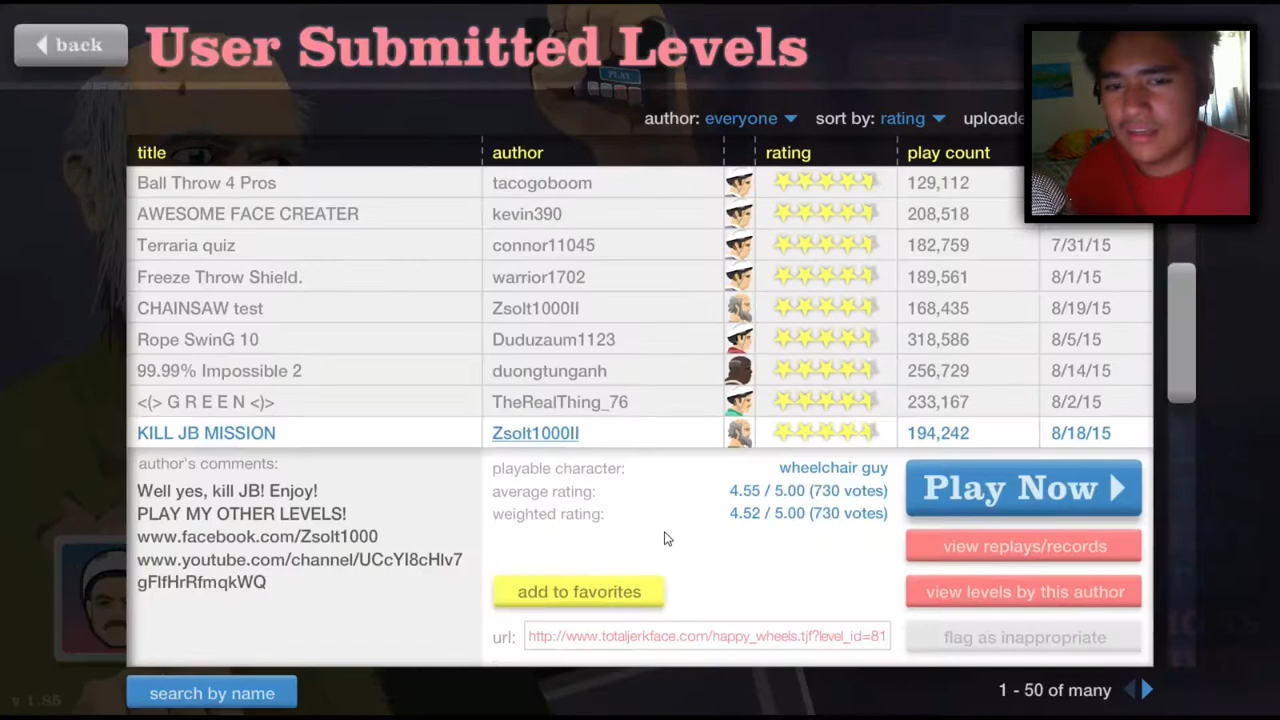 back
User Submitted Levels
PLAY
author: everyone sort by: rating uploade
title author rating play count
Ball Throw 4 Pros tacogoboom 129,112
AWESOME FACE CREATER kevin390 208,518
Terraria quiz connor11045 182,759 7/31/15
Freeze Throw Shield. warrior1702 189,561 8/1/15
CHAINSAW test Zsolt1000II 168,435 8/19/15
Rope SwinG 10 Duduzaum1123 318,586 8/5/15
99.99% Impossible 2 duongtunganh 256,729 8/14/15
<(> G R E E N <)> TheRealThing_76 233,167 8/2/15
KILL JB MISSION Zsolt1000II 194,242 8/18/15
author's comments:
Well yes, kill JB! Enjoy!
PLAY MY OTHER LEVELS!
www.facebook.com/Zsolt1000
www.youtube.com/channel/UCcYI8cHlv7
gFlfHrRfmqkWQ
playable character: wheelchair guy
average rating: 4.55 / 5.00 (730 votes)
weighted rating: 4.52 / 5.00 (730 votes)
add to favorites
url: http://www.totaljerkface.com/happy_wheels.tjf?level_id=81
Play Now
view replays/records
view levels by this author
flag as inappropriate
search by name
1 - 50 of many
v 1.85